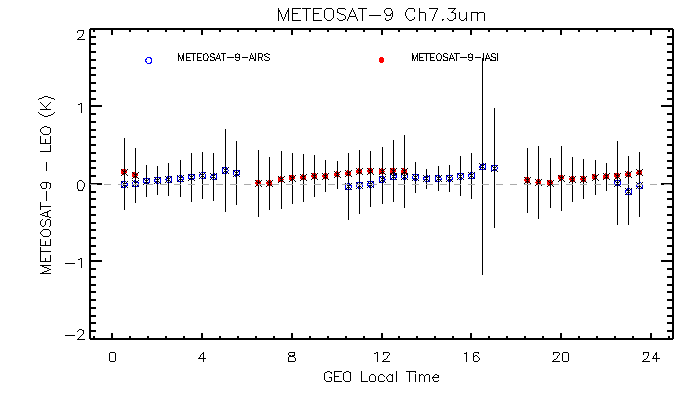 METEOSAT-9 Ch7.3um
METEOSAT-9-AIRS
METEOSAT-9-IASI
METEOSAT-9 - LEO (K)
2
1
0
-1
-2
0 4 8 12 16 20 24
GEO Local Time